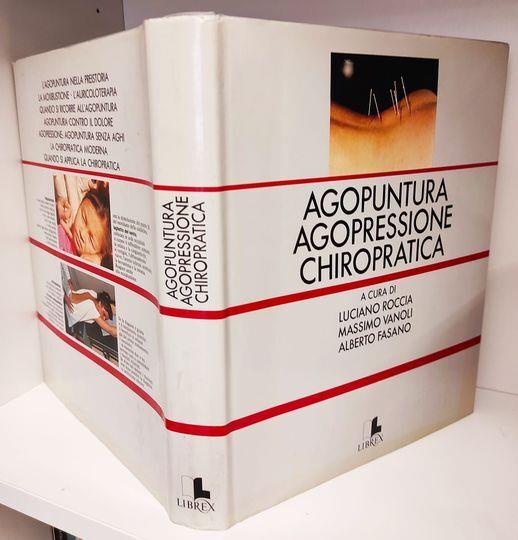 L'AGOPUNTURA NELLA PREISTORIA
LA MOXIBUSTIONE - L'AURICOLOTERAPIA
QUANDO SI RICORRE ALL'AGOPUNTURA
AGOPUNTURA CONTRO IL DOLORE
AGOPRESSIONE: AGOPUNTURA SENZA AGHI
LA CHIROPRATICA MODERNA
QUANDO SI APPLICA LA CHIROPRATICA
AGOPUNTURA
AGOPRESSIONE
CHIROPRATICA
LIBREX
AGOPUNTURA
AGOPRESSIONE
CHIROPRATICA
A CURA DI
LUCIANO ROCCIA
MASSIMO VANOLI
ALBERTO FASANO
LIBREX